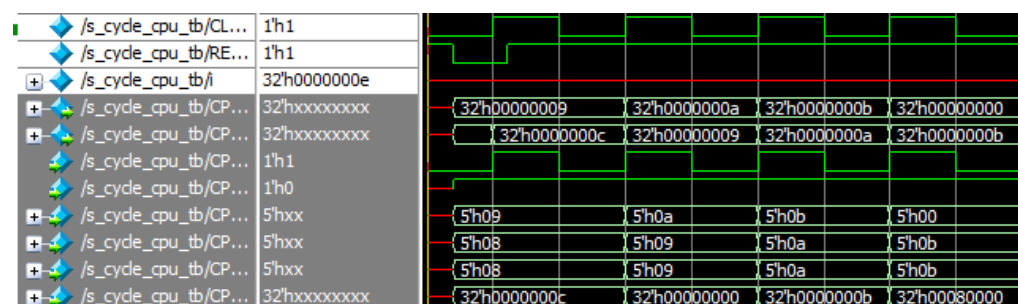 /s_cycle_cpu_tb/CL... 1'h1
/s_cycle_cpu_tb/RE... 1'h1
/s_cycle_cpu_tb/i 32'h0000000e
/s_cycle_cpu_tb/CP... 32'hxxxxxxxx 32'h00000009 32'h0000000a 32'h0000000b 32'h00000000
/s_cycle_cpu_tb/CP... 32'hxxxxxxxx 32'h0000000c 32'h00000009 32'h0000000a 32'h0000000b
/s_cycle_cpu_tb/CP... 1'h1
/s_cycle_cpu_tb/CP... 1'h0
/s_cycle_cpu_tb/CP... 5'hxx 5'h09 5'h0a 5'h0b 5'h00
/s_cycle_cpu_tb/CP... 5'hxx 5'h08 5'h09 5'h0a 5'h0b
/s_cycle_cpu_tb/CP... 5'hxx 5'h08 5'h09 5'h0a 5'h0b
/s_cycle_cpu_tb/CP... 32'hxxxxxxxx 32'h0000000c 32'h00000000 32'h0000000b 32'h00000000